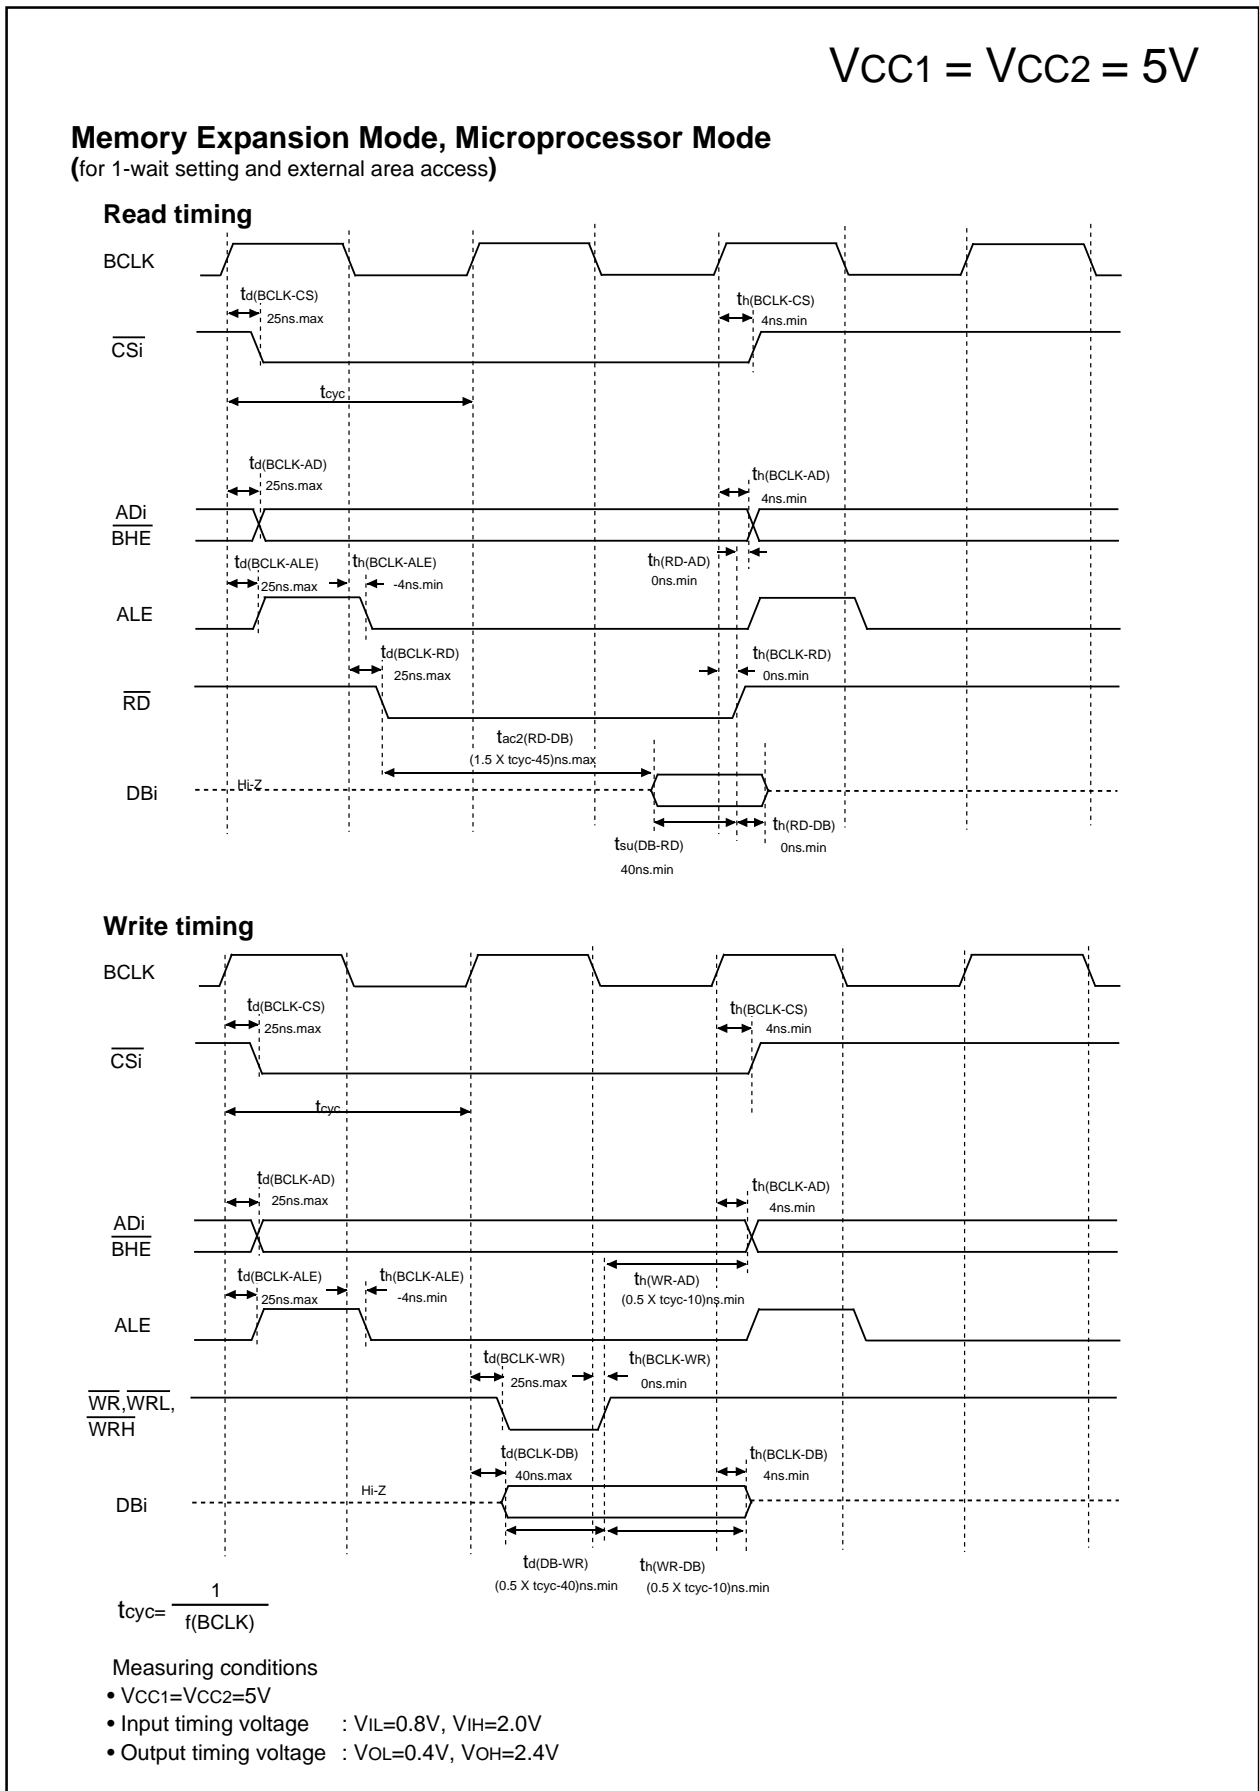 VCC1 = VCC2 = 5V
Memory Expansion Mode, Microprocessor Mode
(for 1-wait setting and external area access)
Read timing
BCLK
td(BCLK-CS)
25ns.max
th(BCLK-CS)
4ns.min
CSi
tcyc
td(BCLK-AD)
25ns.max
th(BCLK-AD)
4ns.min
ADi
BHE
td(BCLK-ALE)
25ns.max
th(BCLK-ALE)
-4ns.min
th(RD-AD)
0ns.min
ALE
td(BCLK-RD)
25ns.max
th(BCLK-RD)
0ns.min
RD
tac2(RD-DB)
(1.5 X tcyc-45)ns.max
DBi
Hi-Z
tsu(DB-RD)
40ns.min
th(RD-DB)
0ns.min
Write timing
BCLK
td(BCLK-CS)
25ns.max
th(BCLK-CS)
4ns.min
CSi
tcyc
td(BCLK-AD)
25ns.max
th(BCLK-AD)
4ns.min
ADi
BHE
td(BCLK-ALE)
25ns.max
th(BCLK-ALE)
-4ns.min
th(WR-AD)
(0.5 X tcyc-10)ns.min
ALE
td(BCLK-WR)
25ns.max
th(BCLK-WR)
0ns.min
WR,WRL,
WRH
td(BCLK-DB)
40ns.max
th(BCLK-DB)
4ns.min
DBi
Hi-Z
td(DB-WR)
(0.5 X tcyc-40)ns.min
th(WR-DB)
(0.5 X tcyc-10)ns.min
tcyc= 1
f(BCLK)
Measuring conditions
• VCC1=VCC2=5V
• Input timing voltage : VIL=0.8V, VIH=2.0V
• Output timing voltage : VOL=0.4V, VOH=2.4V